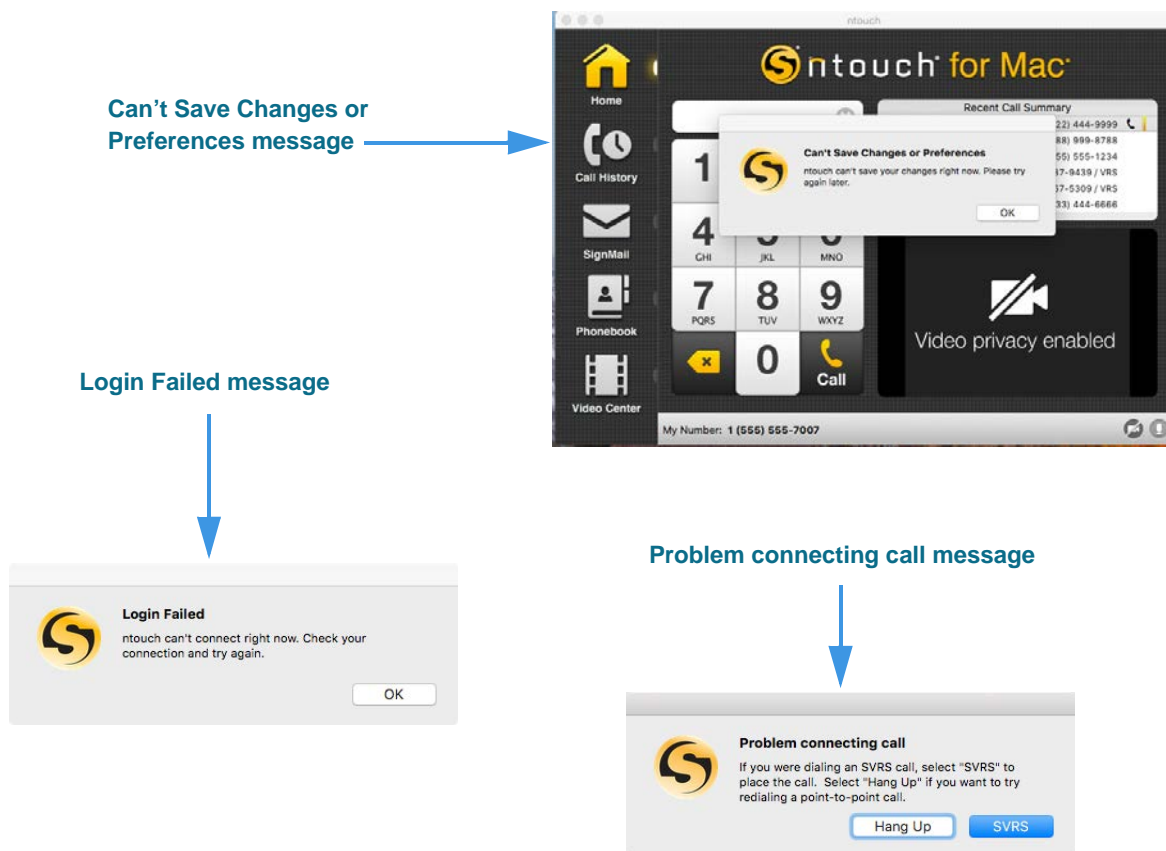 ntouch
ntouch for Mac
Home
Call History
SignMail
Phonebook
Video Center
Recent Call Summary
22) 444-9999
88) 999-8788
55) 555-1234
37-9439 / VRS
57-5309 / VRS
33) 444-6666
Can't Save Changes or Preferences
ntouch can't save your changes right now. Please try
again later.
OK
1
4
GHI
JKL
MNO
7
PQRS
8
TUV
9
WXYZ
0
Call
Video privacy enabled
My Number: 1 (555) 555-7007
Can’t Save Changes or
Preferences message
Login Failed message
Login Failed
ntouch can't connect right now. Check your
connection and try again.
OK
Problem connecting call message
Problem connecting call
If you were dialing an SVRS call, select "SVRS" to
place the call. Select "Hang Up" if you want to try
redialing a point-to-point call.
Hang Up
SVRS